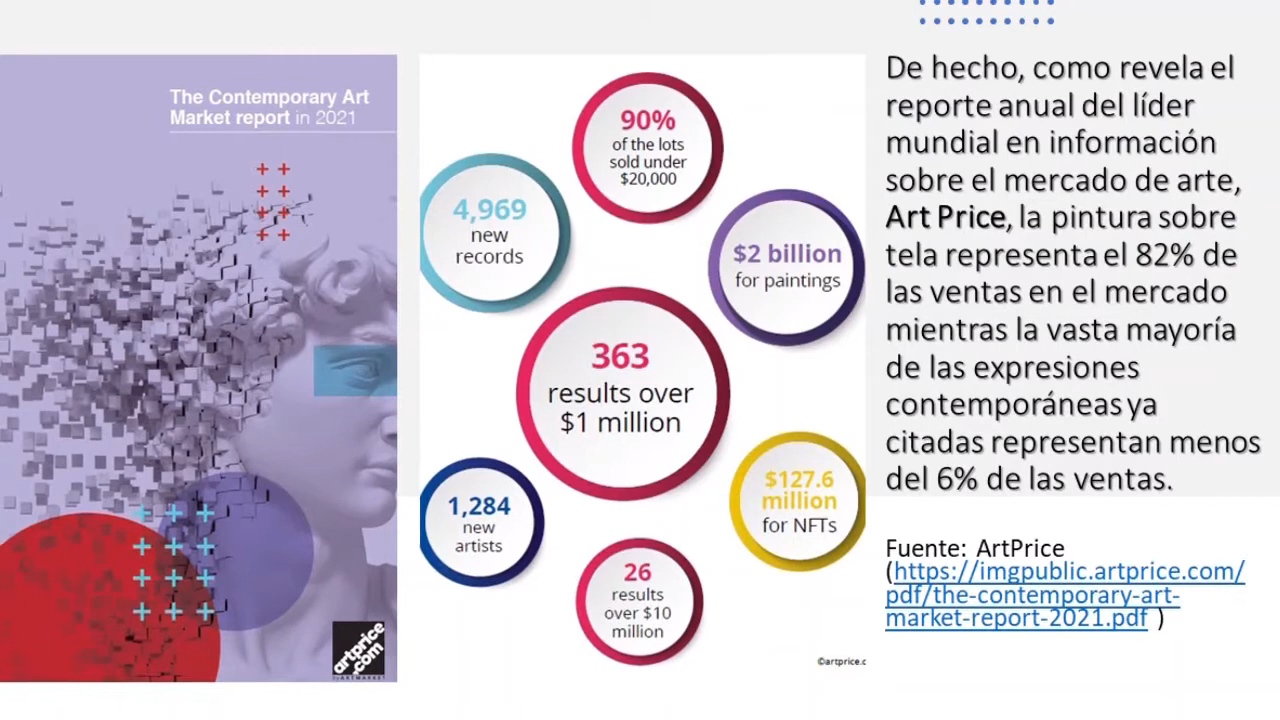 The Contemporary Art
Market report in 2021
artprice
.com
BY ARTMARKET
90%
of the lots
sold under
$20,000
4,969
new
records
$2 billion
for paintings
363
results over
$1 million
1,284
new
artists
$127.6
million
for NFTs
26
results
over $10
million
©artprice.c
De hecho, como revela el
reporte anual del líder
mundial en información
sobre el mercado de arte,
Art Price, la pintura sobre
tela representa el 82% de
las ventas en el mercado
mientras la vasta mayoría
de las expresiones
contemporáneas ya
citadas representan menos
del 6% de las ventas.
Fuente: ArtPrice
(https://imgpublic.artprice.com/
pdf/the-contemporary-art-
market-report-2021.pdf )